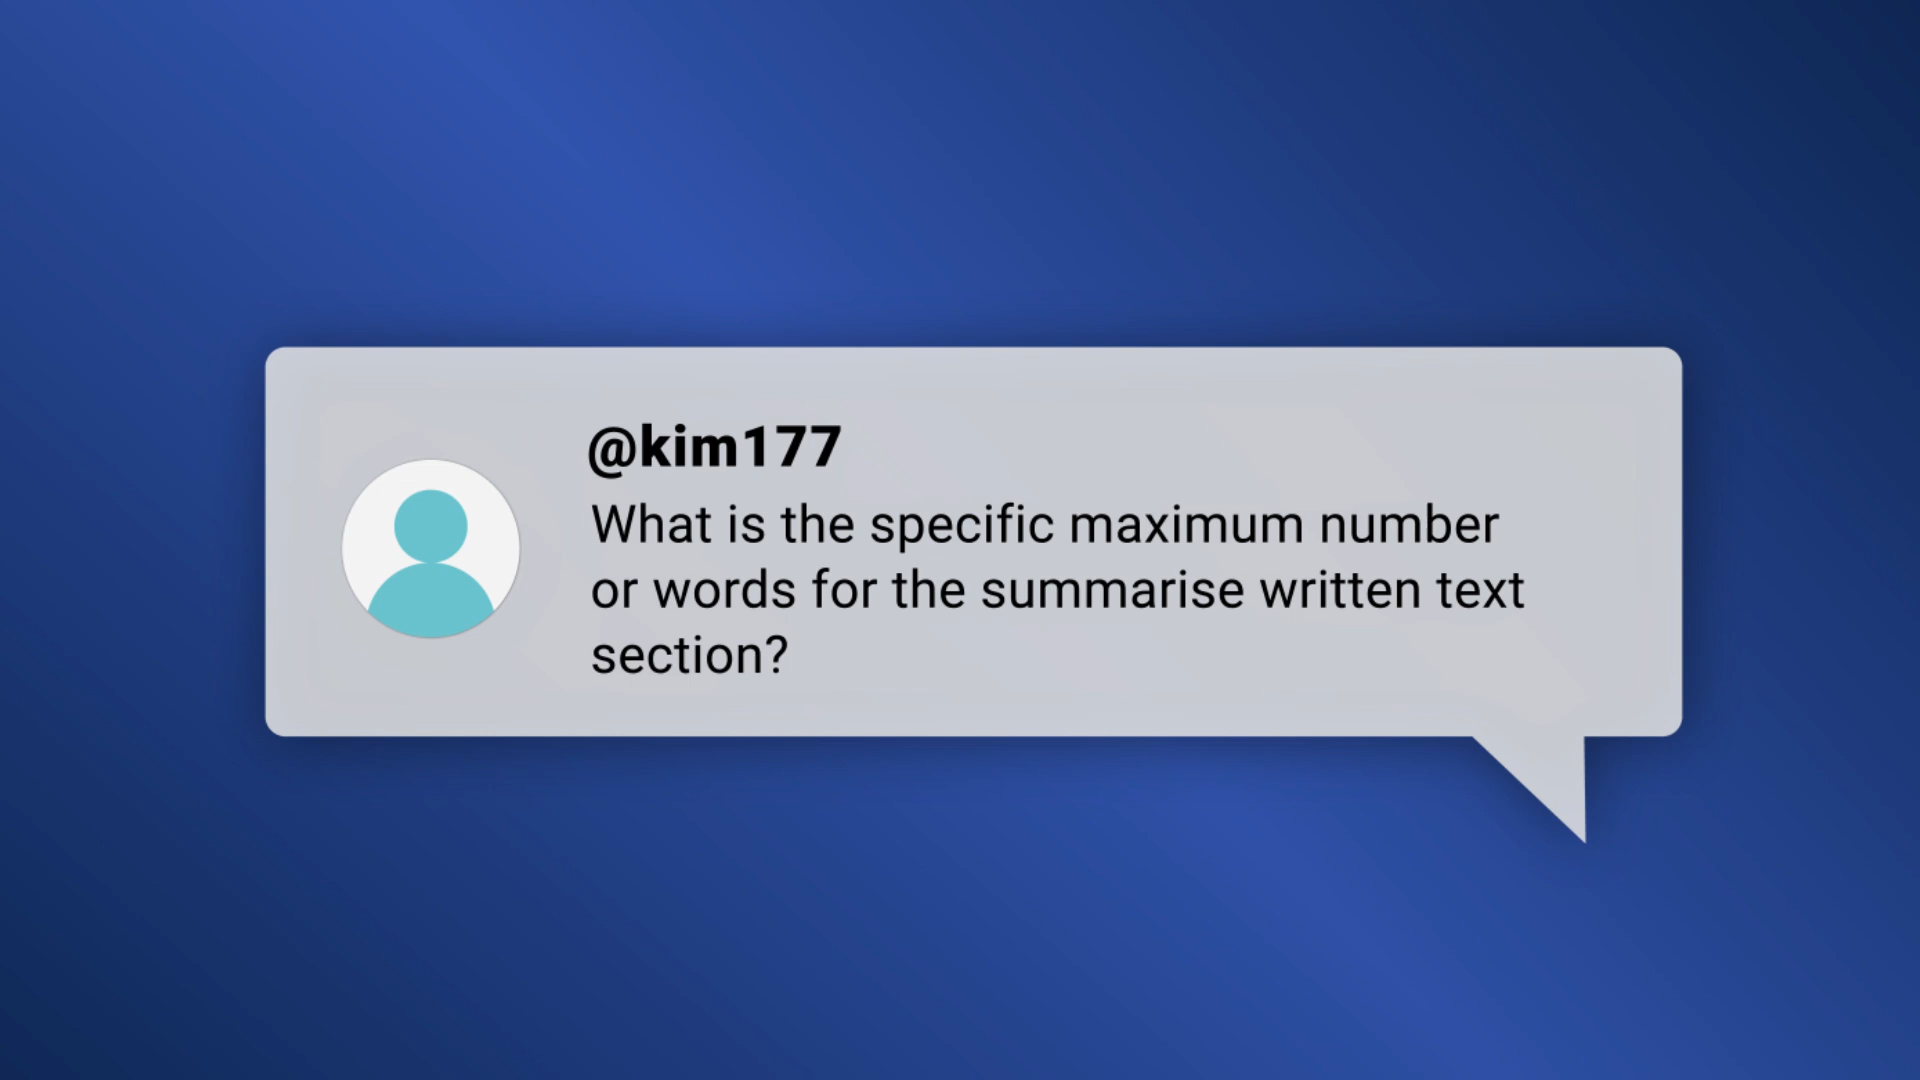 @kim177
What is the specific maximum number
or words for the summarise written text
section?